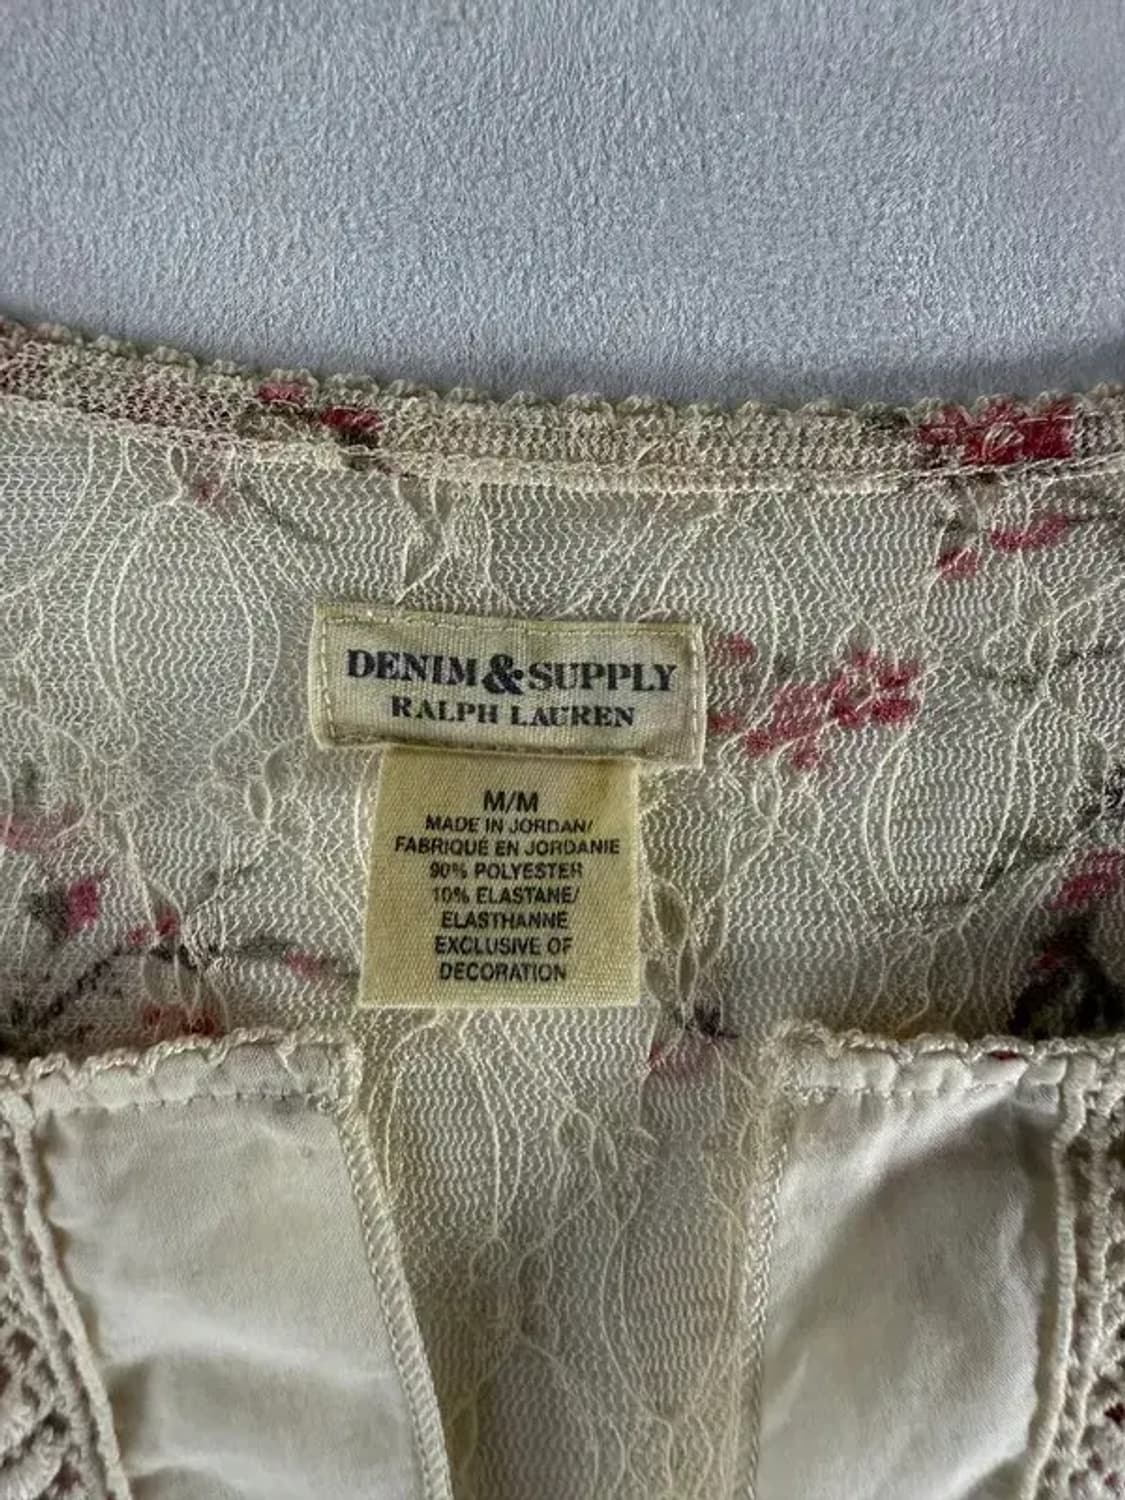 DENIM&SUPPLY
RALPH LAUREN
M/M
MADE IN JORDAN/
FABRIQUÉ EN JORDANIE
90% POLYESTER
10% ELASTANE/
ELASTHANNE
EXCLUSIVE OF
DECORATION